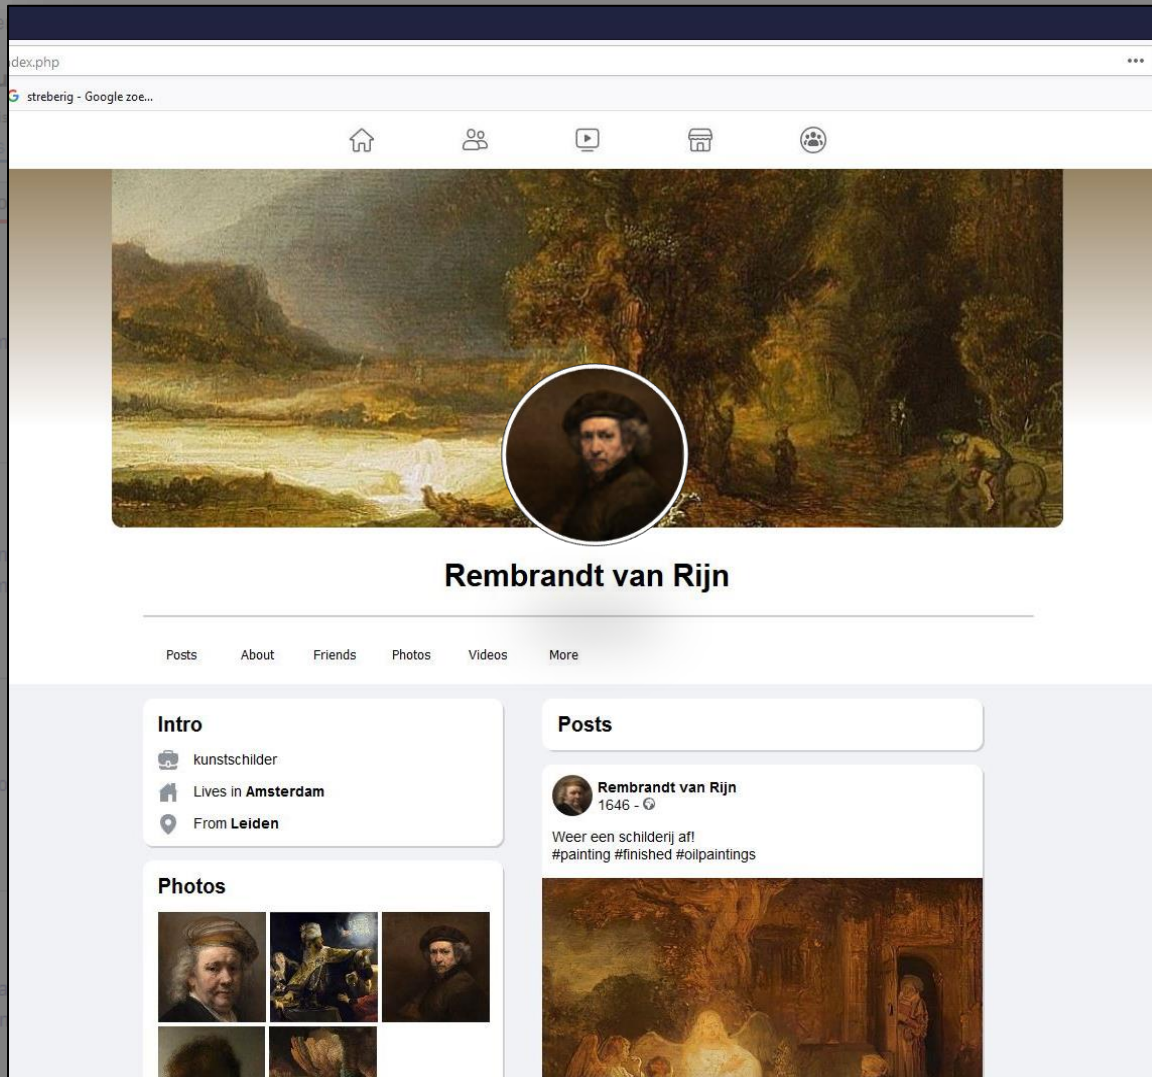 dex.php
streberig - Google zoe...
Rembrandt van Rijn
Posts About Friends Photos Videos More
Intro
kunstschilder
Lives in Amsterdam
From Leiden
Photos
Posts
Rembrandt van Rijn
1646 -
Weer een schilderij af!
#painting #finished #oilpaintings